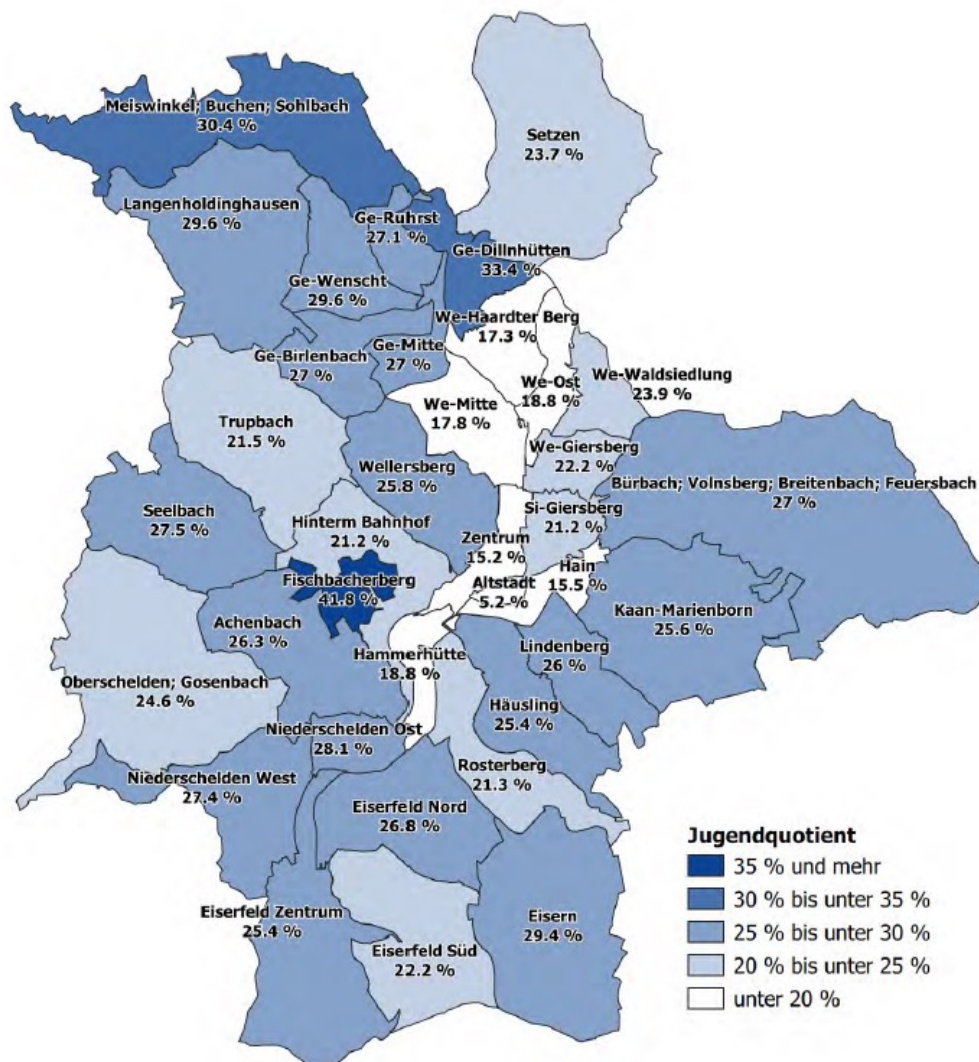 Meiswinkel; Buchen; Sohlbach
30.4 %
Setzen
23.7 %
Langenholdinghausen
29.6 %
Ge-Ruhrst
27.1 %
Ge-Dillnhütten
33.4 %
Ge-Wenscht
29.6 %
We-Haardter Berg
17.3 %
Ge-Birlenbach
27 %
Ge-Mitte
27 %
We-Ost
18.8 %
We-Waldsiedlung
23.9 %
We-Mitte
17.8 %
Trupbach
21.5 %
We-Giersberg
22.2 %
Wellersberg
25.8 %
Bürbach; Volnsberg; Breitenbach; Feuersbach
27 %
Seelbach
27.5 %
Si-Giersberg
21.2 %
Hinterm Bahnhof
21.2 %
Zentrum
15.2 %
Hain
15.5 %
Fischbacherberg
41.8 %
Altstadt
5.2 %
Kaan-Marienborn
25.6 %
Achenbach
26.3 %
Lindenberg
26 %
Hammerhütte
18.8 %
Oberschelden; Gosenbach
24.6 %
Häusling
25.4 %
Niederschelden Ost
28.1 %
Rosterberg
21.3 %
Niederschelden West
27.4 %
Eiserfeld Nord
26.8 %
Eiserfeld Zentrum
25.4 %
Eisern
29.4 %
Eiserfeld Süd
22.2 %
Jugendquotient
35 % und mehr
30 % bis unter 35 %
25 % bis unter 30 %
20 % bis unter 25 %
unter 20 %